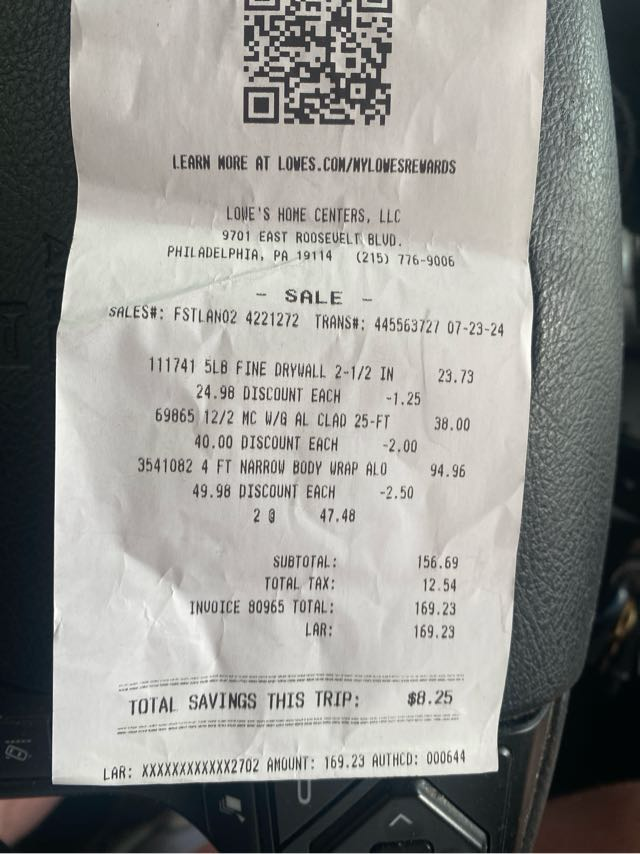 LEARN MORE AT LOWES.COM/MYLOWESREWARDS
LOWE'S HOME CENTERS, LLC
9701 EAST ROOSEVELT BLVD.
PHILADELPHIA, PA 19114 (215) 776-9006
- SALE -
SALES#: FSTLAN02 4221272 TRANS#: 445563727 07-23-24
111741 5LB FINE DRYWALL 2-1/2 IN 23.73
24.98 DISCOUNT EACH -1.25
69865 12/2 MC W/G AL CLAD 25-FT 38.00
40.00 DISCOUNT EACH -2.00
3541082 4 FT NARROW BODY WRAP ALO 94.96
49.98 DISCOUNT EACH -2.50
2 @ 47.48
SUBTOTAL: 156.69
TOTAL TAX: 12.54
INVOICE 80965 TOTAL: 169.23
LAR: 169.23
TOTAL SAVINGS THIS TRIP: $8.25
LAR: XXXXXXXXXXXX2702 AMOUNT: 169.23 AUTHCD: 000644